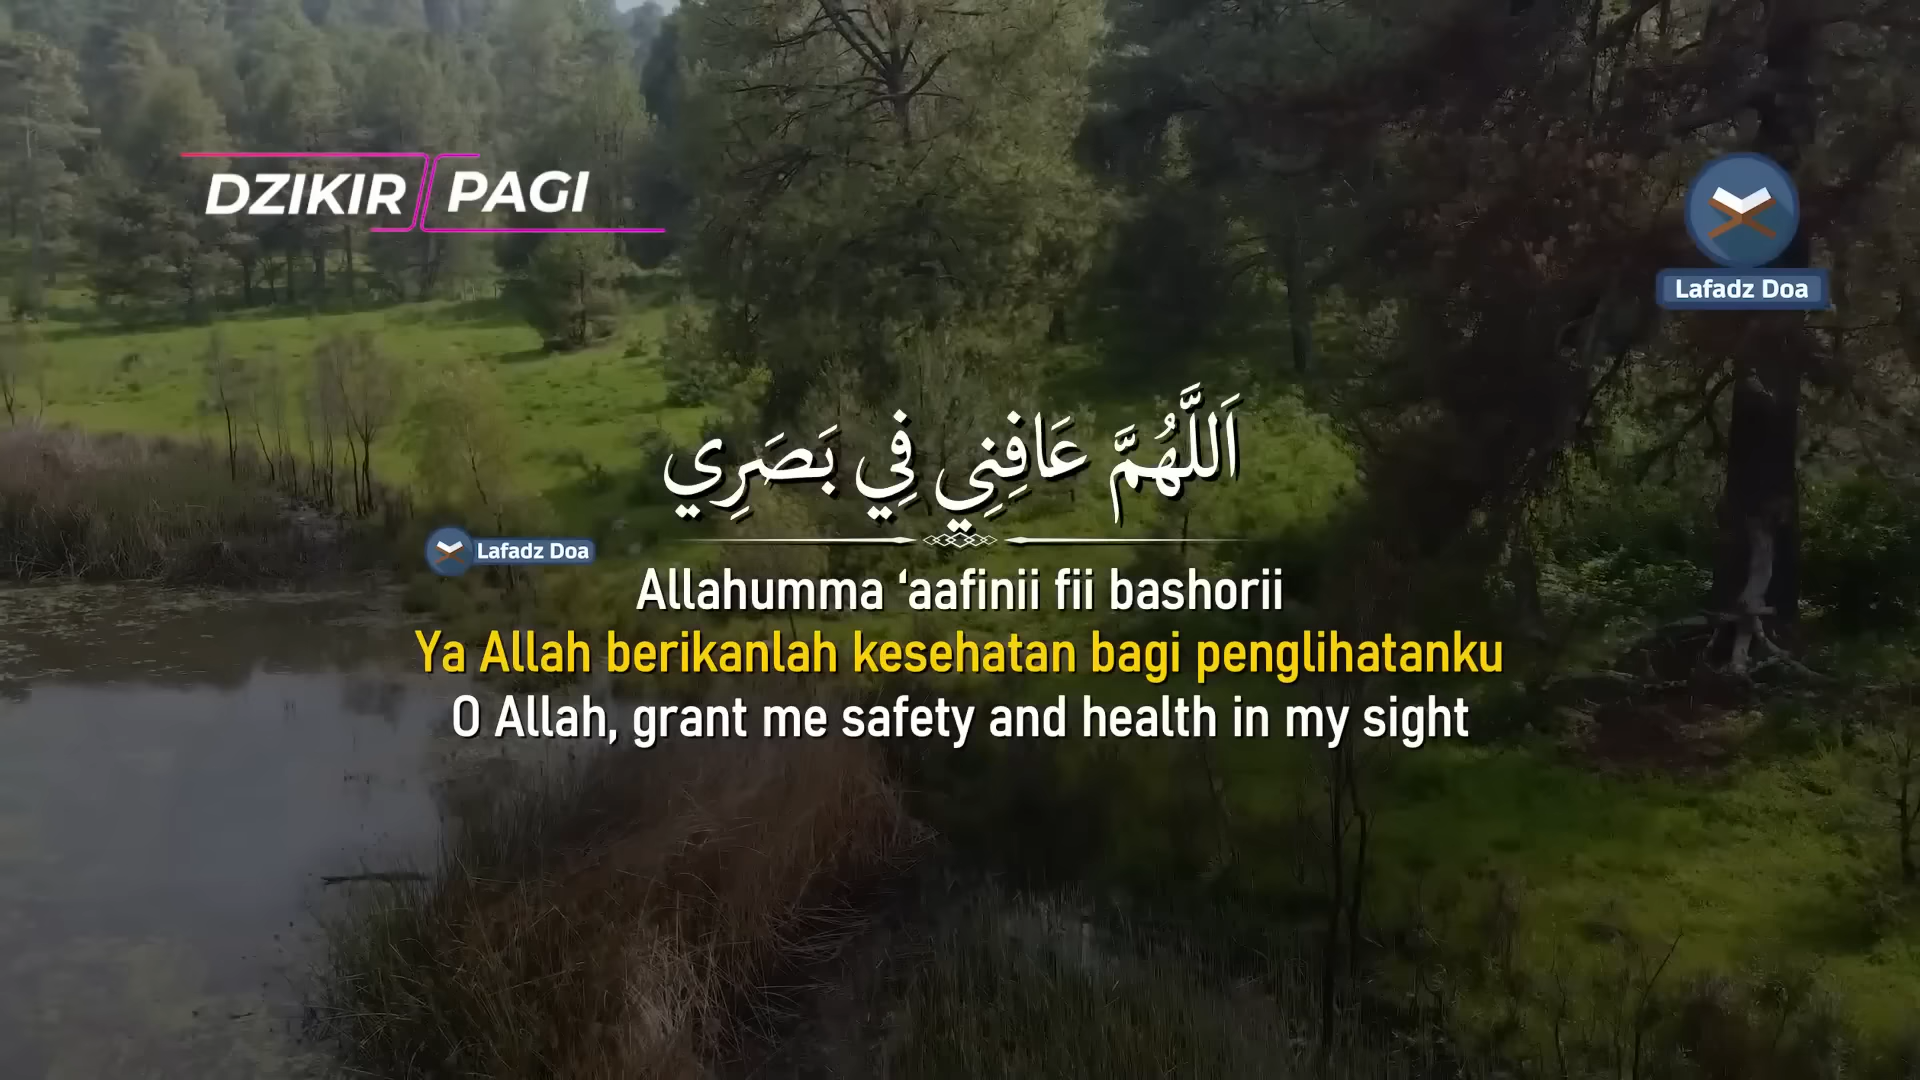 DZIKIR PAGI
Lafadz Doa
اَللَّهُمَّ عَافِنِي فِي بَصَرِي
Lafadz Doa
Allahumma ‘aafinii fii bashorii
Ya Allah berikanlah kesehatan bagi penglihatanku
O Allah, grant me safety and health in my sight